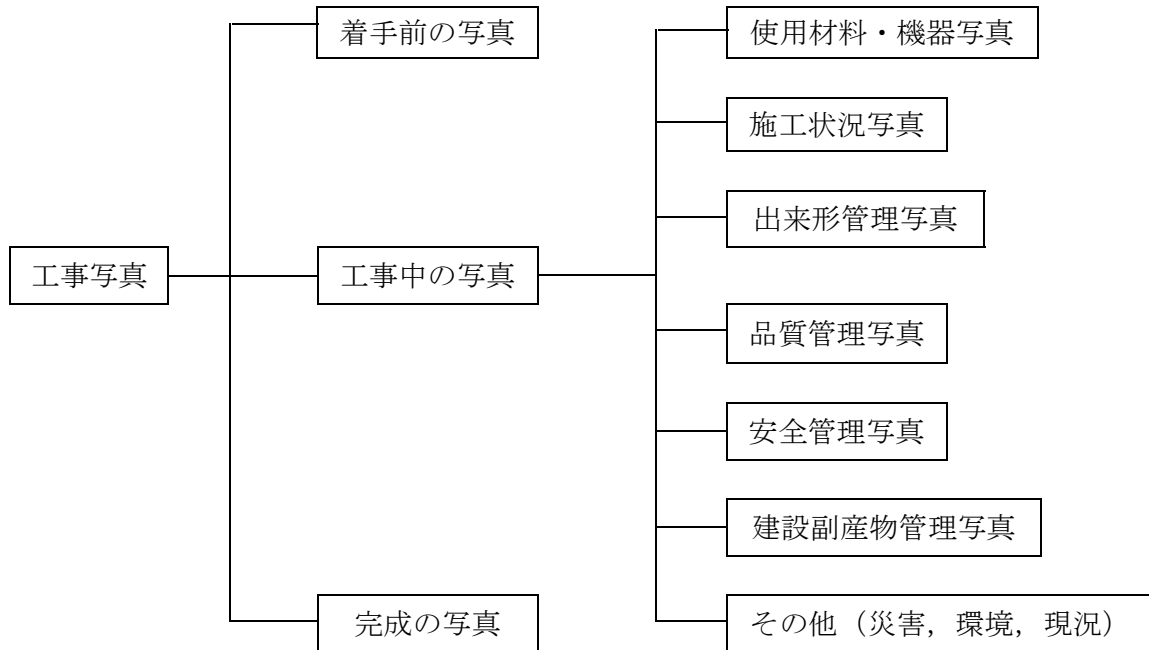 工事写真
着手前の写真
工事中の写真
完成の写真
使用材料・機器写真
施工状況写真
出来形管理写真
品質管理写真
安全管理写真
建設副産物管理写真
その他（災害，環境，現況）